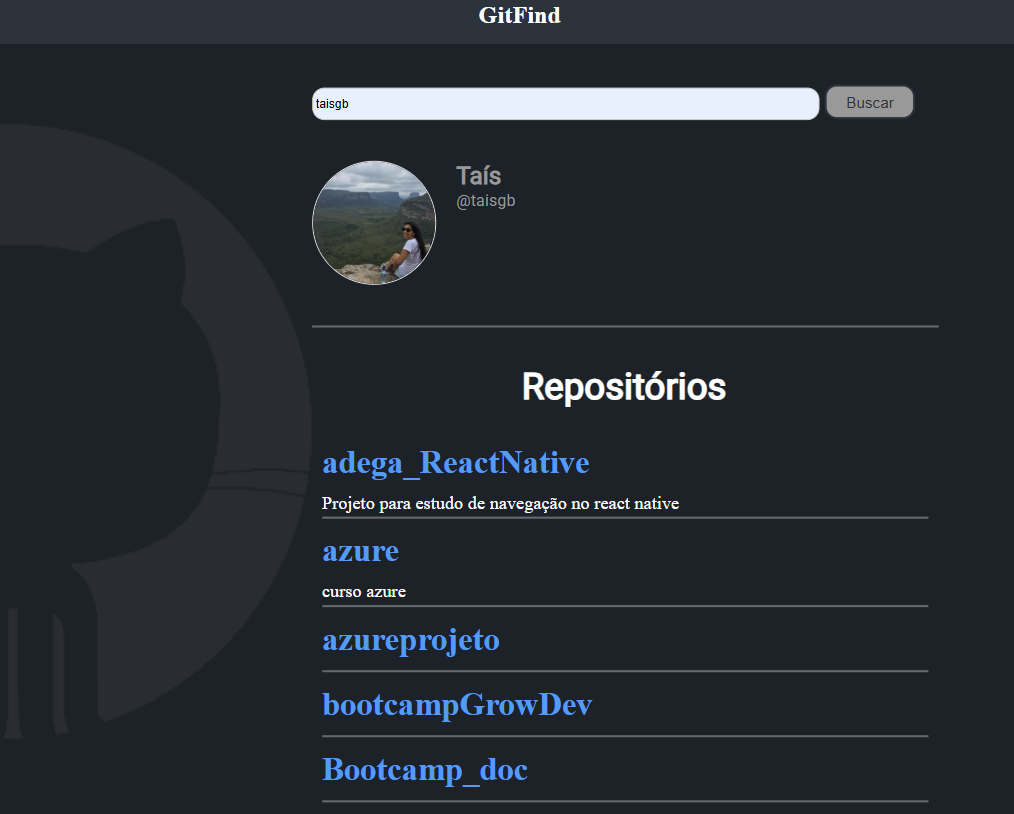 GitFind
taisgb
Buscar
Taís
@taisgb
Repositórios
adega_ReactNative
Projeto para estudo de navegação no react native
azure
curso azure
azureprojeto
bootcampGrowDev
Bootcamp_doc